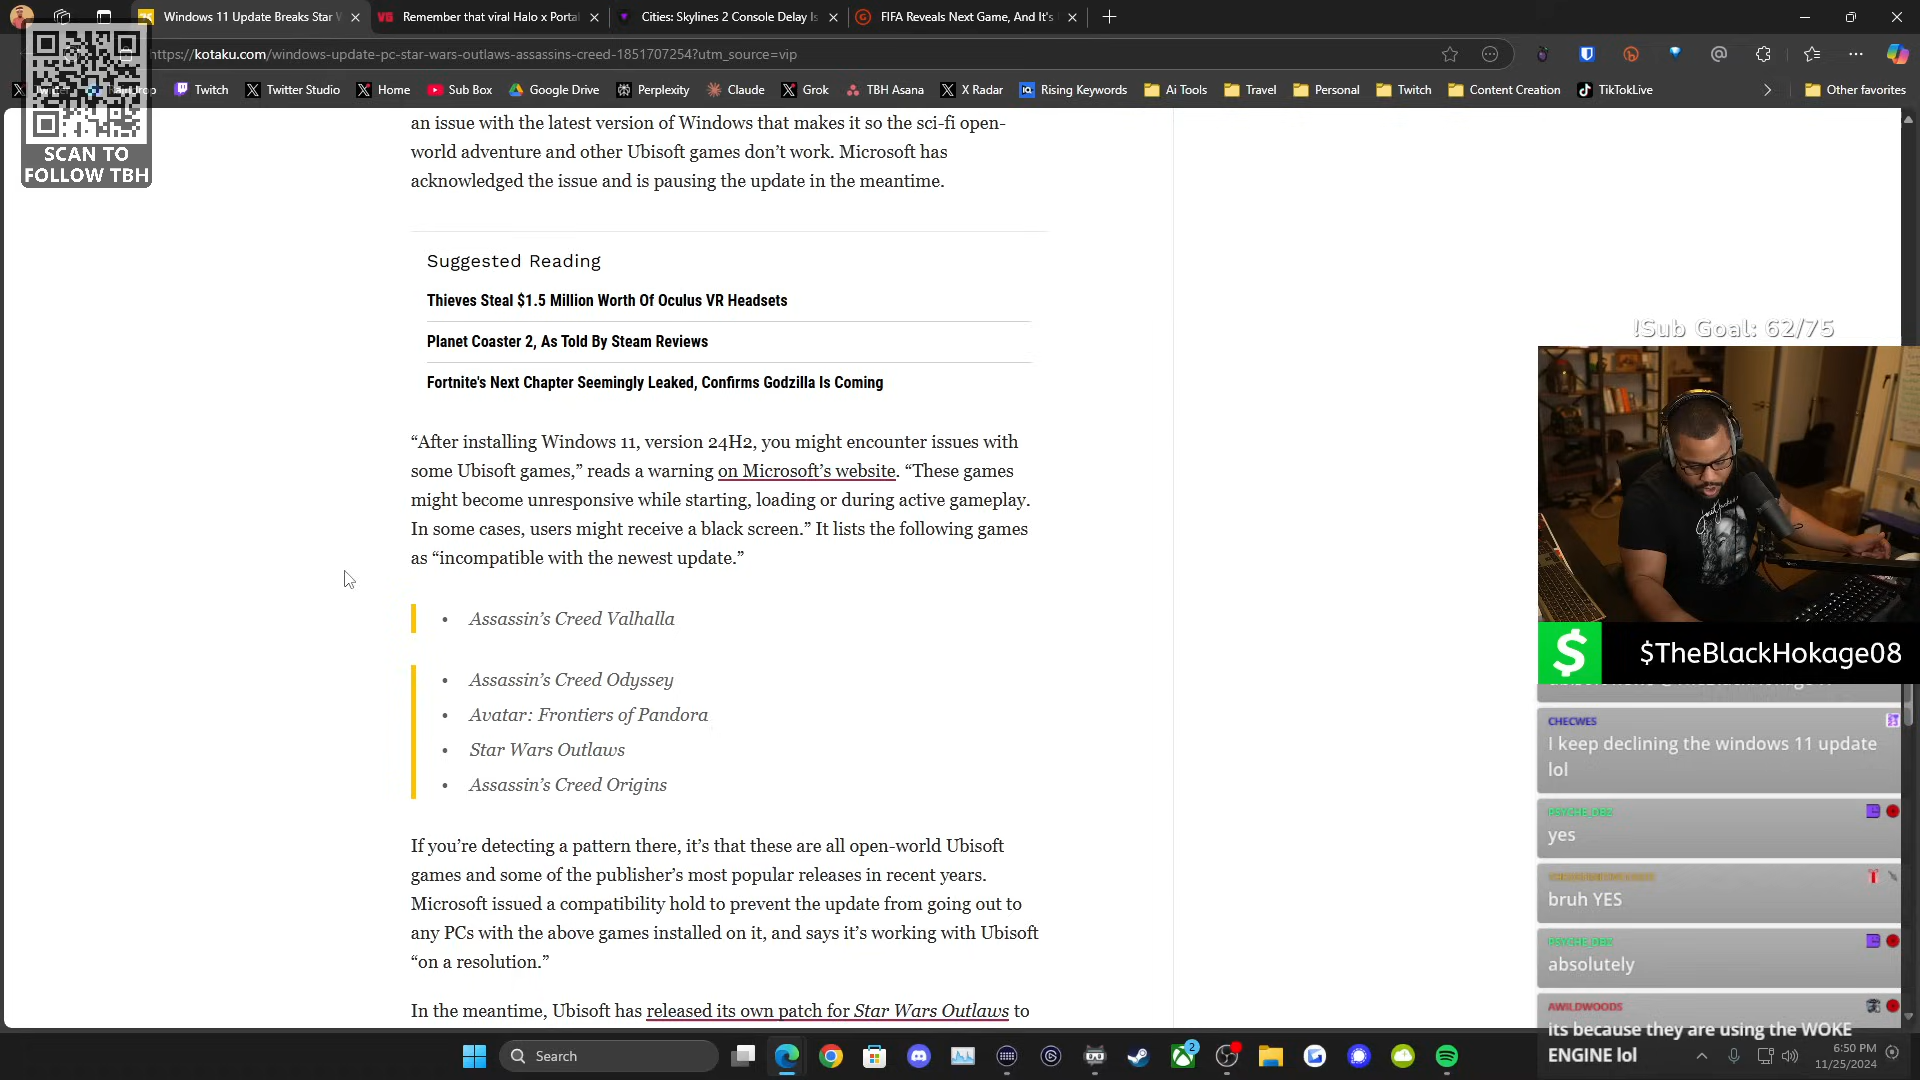 Windows 11 Update Breaks Star W
Remember that viral Halo x Porta
Cities: Skylines 2 Console Delay Is
FIFA Reveals Next Game, And It's
https://kotaku.com/windows-update-pc-star-wars-outlaws-assassins-creed-1851707254?utm_source=vip
Twitch
Twitter Studio
Home
Sub Box
Google Drive
Perplexity
Claude
Grok
TBH Asana
X Radar
Rising Keywords
Ai Tools
Travel
Personal
Twitch
Content Creation
TikTokLive
Other favorites
SCAN TO
FOLLOW TBH
an issue with the latest version of Windows that makes it so the sci-fi open-
world adventure and other Ubisoft games don’t work. Microsoft has
acknowledged the issue and is pausing the update in the meantime.
Suggested Reading
Thieves Steal $1.5 Million Worth Of Oculus VR Headsets
Planet Coaster 2, As Told By Steam Reviews
Fortnite's Next Chapter Seemingly Leaked, Confirms Godzilla Is Coming
“After installing Windows 11, version 24H2, you might encounter issues with
some Ubisoft games,” reads a warning on Microsoft’s website. “These games
might become unresponsive while starting, loading or during active gameplay.
In some cases, users might receive a black screen.” It lists the following games
as “incompatible with the newest update.”
• Assassin’s Creed Valhalla
• Assassin’s Creed Odyssey
• Avatar: Frontiers of Pandora
• Star Wars Outlaws
• Assassin’s Creed Origins
If you’re detecting a pattern there, it’s that these are all open-world Ubisoft
games and some of the publisher’s most popular releases in recent years.
Microsoft issued a compatibility hold to prevent the update from going out to
any PCs with the above games installed on it, and says it’s working with Ubisoft
“on a resolution.”
In the meantime, Ubisoft has released its own patch for Star Wars Outlaws to
!Sub Goal: 62/75
$TheBlackHokage08
CHECWES
I keep declining the windows 11 update
lol
PSYCHE_DBZ
yes
bruh YES
PSYCHE_DBZ
absolutely
AWILDWOODS
its because they are using the WOKE
ENGINE lol
Search
2
6:50 PM
11/25/2024